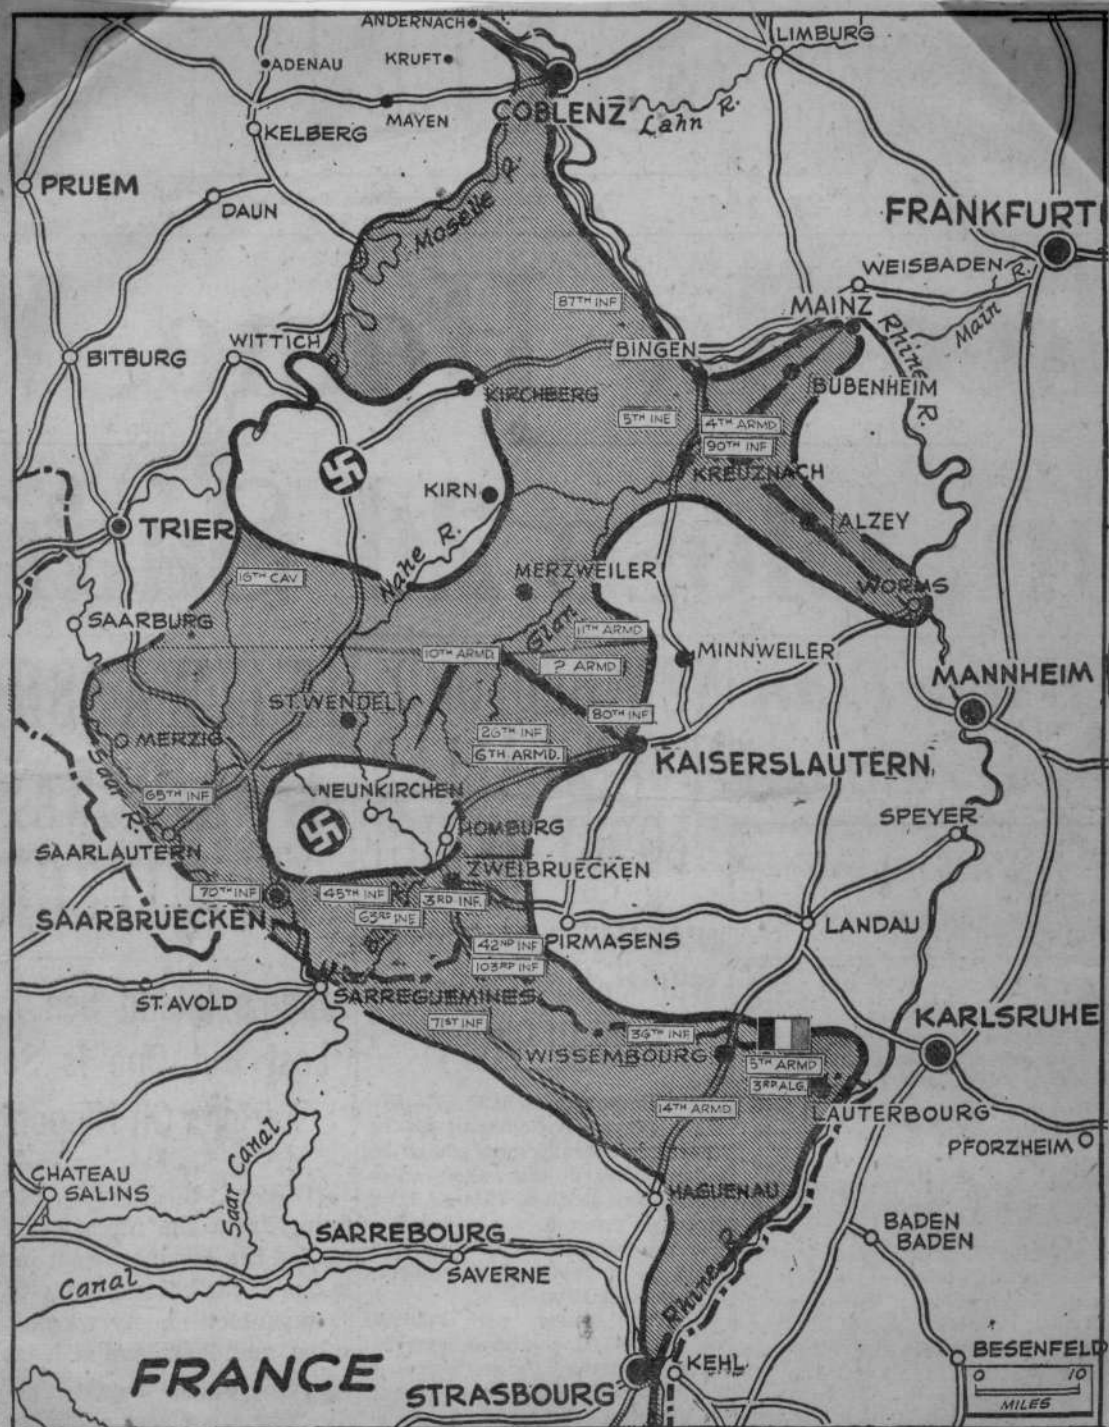 ANDERNACH
LIMBURG
ADENAU
KRUFT
COBLENZ
Lahn R.
MAYEN
KELBERG
PRUEM
DAUN
Moselle R.
FRANKFURT
WEISBADEN
Main R.
87TH INF
MAINZ
Rhine R.
WITTICH
BITBURG
BINGEN
BUBENHEIM
KIRCHBERG
5TH INF
4TH ARMD
90TH INF
KREUZNACH
KIRN
TRIER
ALZEY
Nahe R.
MERZWEILER
16TH CAV
WORMS
Glan
SAARBURG
11TH ARMD
10TH ARMD.
? ARMD
MINNWEILER
MANNHEIM
ST. WENDEL
80TH INF
26TH INF
6TH ARMD.
MERZIG
Saar R.
KAISERSLAUTERN
65TH INF
NEUNKIRCHEN
HOMBURG
SPEYER
SAARLAUTERN
ZWEIBRUECKEN
70TH INF
45TH INF
3RD INF.
63RD INF
SAARBRUECKEN
42ND INF
PIRMASENS
LANDAU
103RD INF
ST. AVOLD
SARREGUEMINES
71ST INF
36TH INF
KARLSRUHE
WISSEMBOURG
5TH ARMD
3RD ALG.
14TH ARMD
LAUTERBOURG
PFORZHEIM
Saar Canal
CHATEAU
SALINS
HAGUENAU
BADEN
BADEN
SARREBOURG
SAVERNE
Canal
Rhine R.
FRANCE
STRASBOURG
KEHL
BESENFELD
0 10
MILES